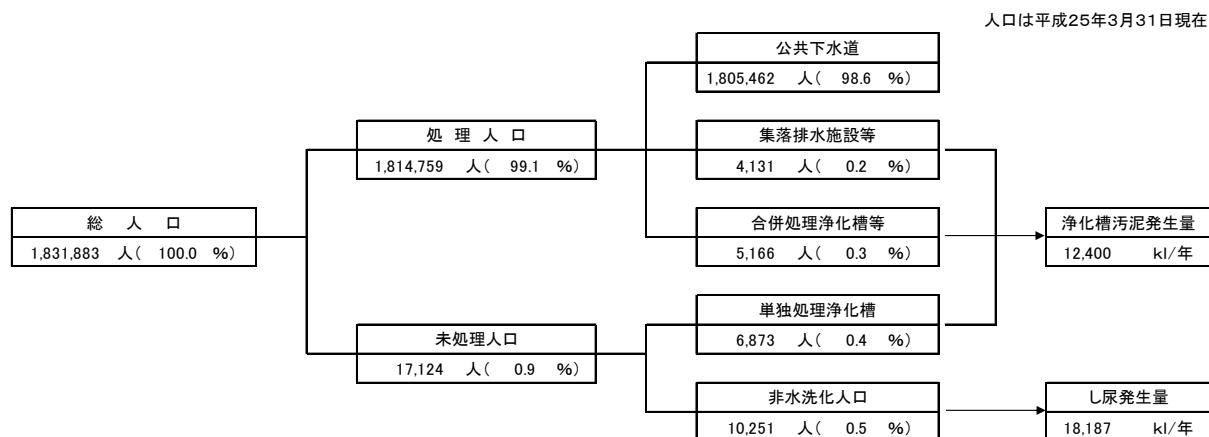 人口は平成25年3月31日現在
公共下水道
1,805,462 人( 98.6 %)
処 理 人 口
1,814,759 人( 99.1 %)
集落排水施設等
4,131 人( 0.2 %)
総 人 口
1,831,883 人( 100.0 %)
合併処理浄化槽等
5,166 人( 0.3 %)
浄化槽汚泥発生量
12,400 kl/年
単独処理浄化槽
6,873 人( 0.4 %)
未処理人口
17,124 人( 0.9 %)
非水洗化人口
10,251 人( 0.5 %)
し尿発生量
18,187 kl/年